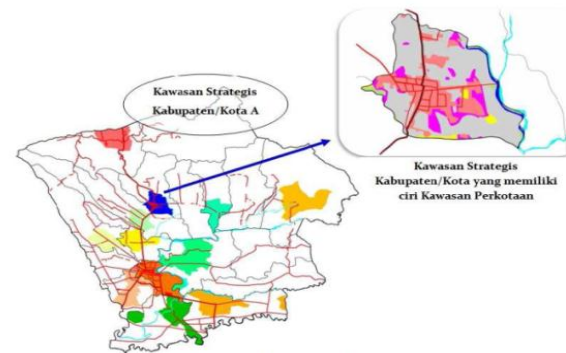 Kawasan Strategis
Kabupaten/Kota A
Kawasan Strategis
Kabupaten/Kota yang memiliki
ciri Kawasan Perkotaan